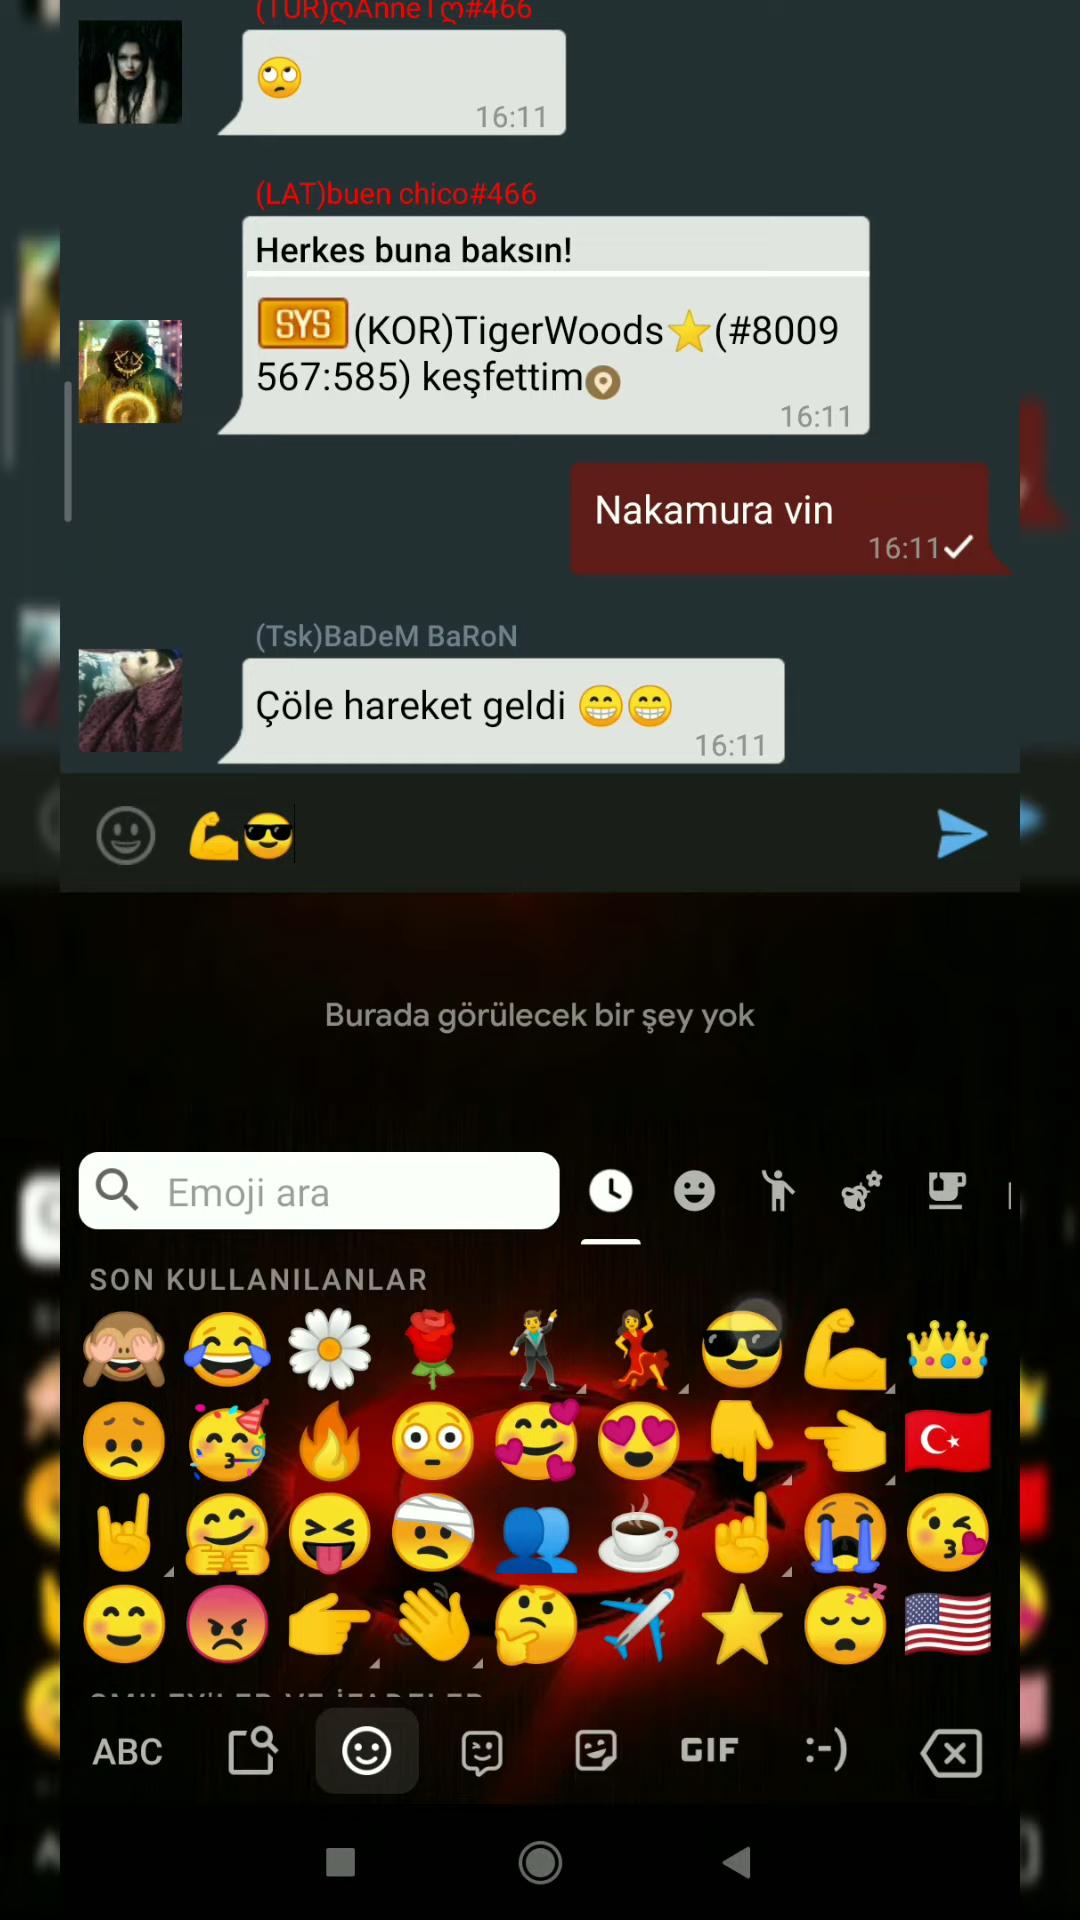 (TUR)ღAnneTღ#466
🙄
16:11
(LAT)buen chico#466
Herkes buna baksın!
SYS (KOR)TigerWoods⭐(#8009
567:585) keşfettim
16:11
Nakamura vin
16:11
(Tsk)BaDeM BaRoN
Çöle hareket geldi 😁😁
16:11
💪😎
Burada görülecek bir şey yok
Emoji ara
SON KULLANILANLAR
ABC
GIF
:-)